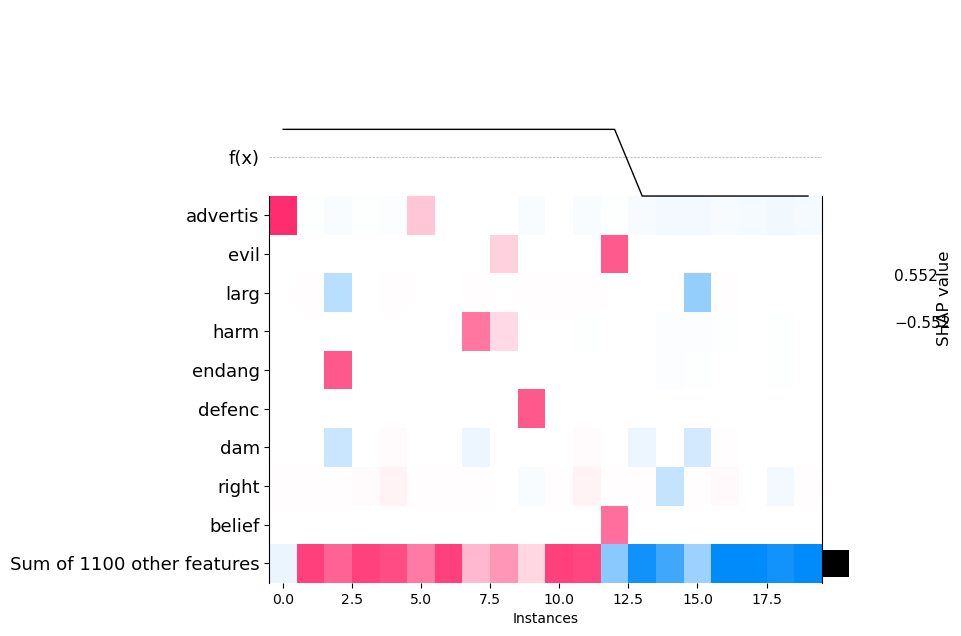 f(x)
advertis
evil
larg
harm
endang
defenc
dam
right
belief
Sum of 1100 other features
0.0 2.5 5.0 7.5 10.0 12.5 15.0 17.5
Instances
0.552
−0.552
SHAP value